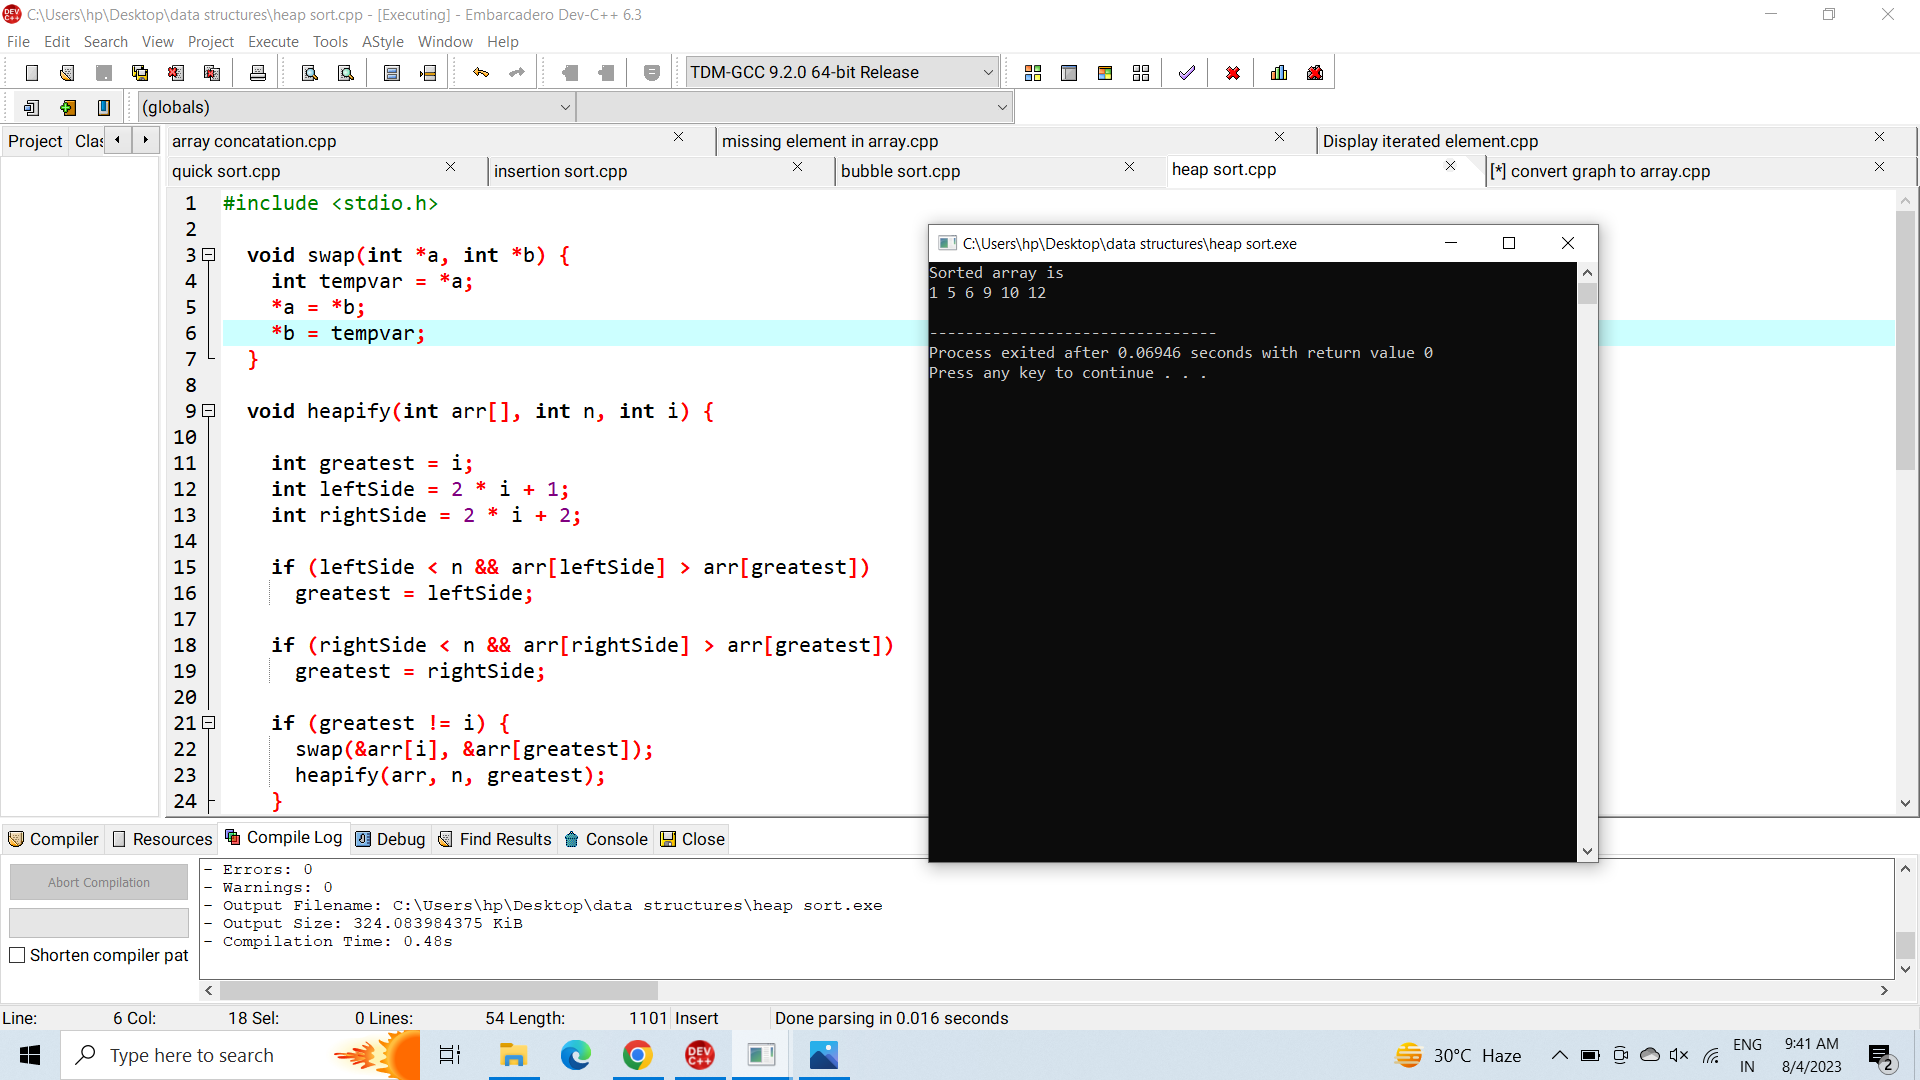 C:\Users\hp\Desktop\data structures\heap sort.cpp - [Executing] - Embarcadero Dev-C++ 6.3
File Edit Search View Project Execute Tools AStyle Window Help
TDM-GCC 9.2.0 64-bit Release
(globals)
Project Clas
array concatation.cpp missing element in array.cpp Display iterated element.cpp
quick sort.cpp insertion sort.cpp bubble sort.cpp heap sort.cpp [*] convert graph to array.cpp
1 #include <stdio.h>
2
3 void swap(int *a, int *b) {
4 int tempvar = *a;
5 *a = *b;
6 *b = tempvar;
7 }
8
9 void heapify(int arr[], int n, int i) {
10
11 int greatest = i;
12 int leftSide = 2 * i + 1;
13 int rightSide = 2 * i + 2;
14
15 if (leftSide < n && arr[leftSide] > arr[greatest])
16 greatest = leftSide;
17
18 if (rightSide < n && arr[rightSide] > arr[greatest])
19 greatest = rightSide;
20
21 if (greatest != i) {
22 swap(&arr[i], &arr[greatest]);
23 heapify(arr, n, greatest);
24 }
C:\Users\hp\Desktop\data structures\heap sort.exe
Sorted array is
1 5 6 9 10 12
--------------------------------
Process exited after 0.06946 seconds with return value 0
Press any key to continue . . .
Compiler Resources Compile Log Debug Find Results Console Close
Abort Compilation
Shorten compiler pat
- Errors: 0
- Warnings: 0
- Output Filename: C:\Users\hp\Desktop\data structures\heap sort.exe
- Output Size: 324.083984375 KiB
- Compilation Time: 0.48s
Line: 6 Col: 18 Sel: 0 Lines: 54 Length: 1101 Insert Done parsing in 0.016 seconds
Type here to search
DEV C++
30°C Haze
ENG
IN
9:41 AM
8/4/2023
2